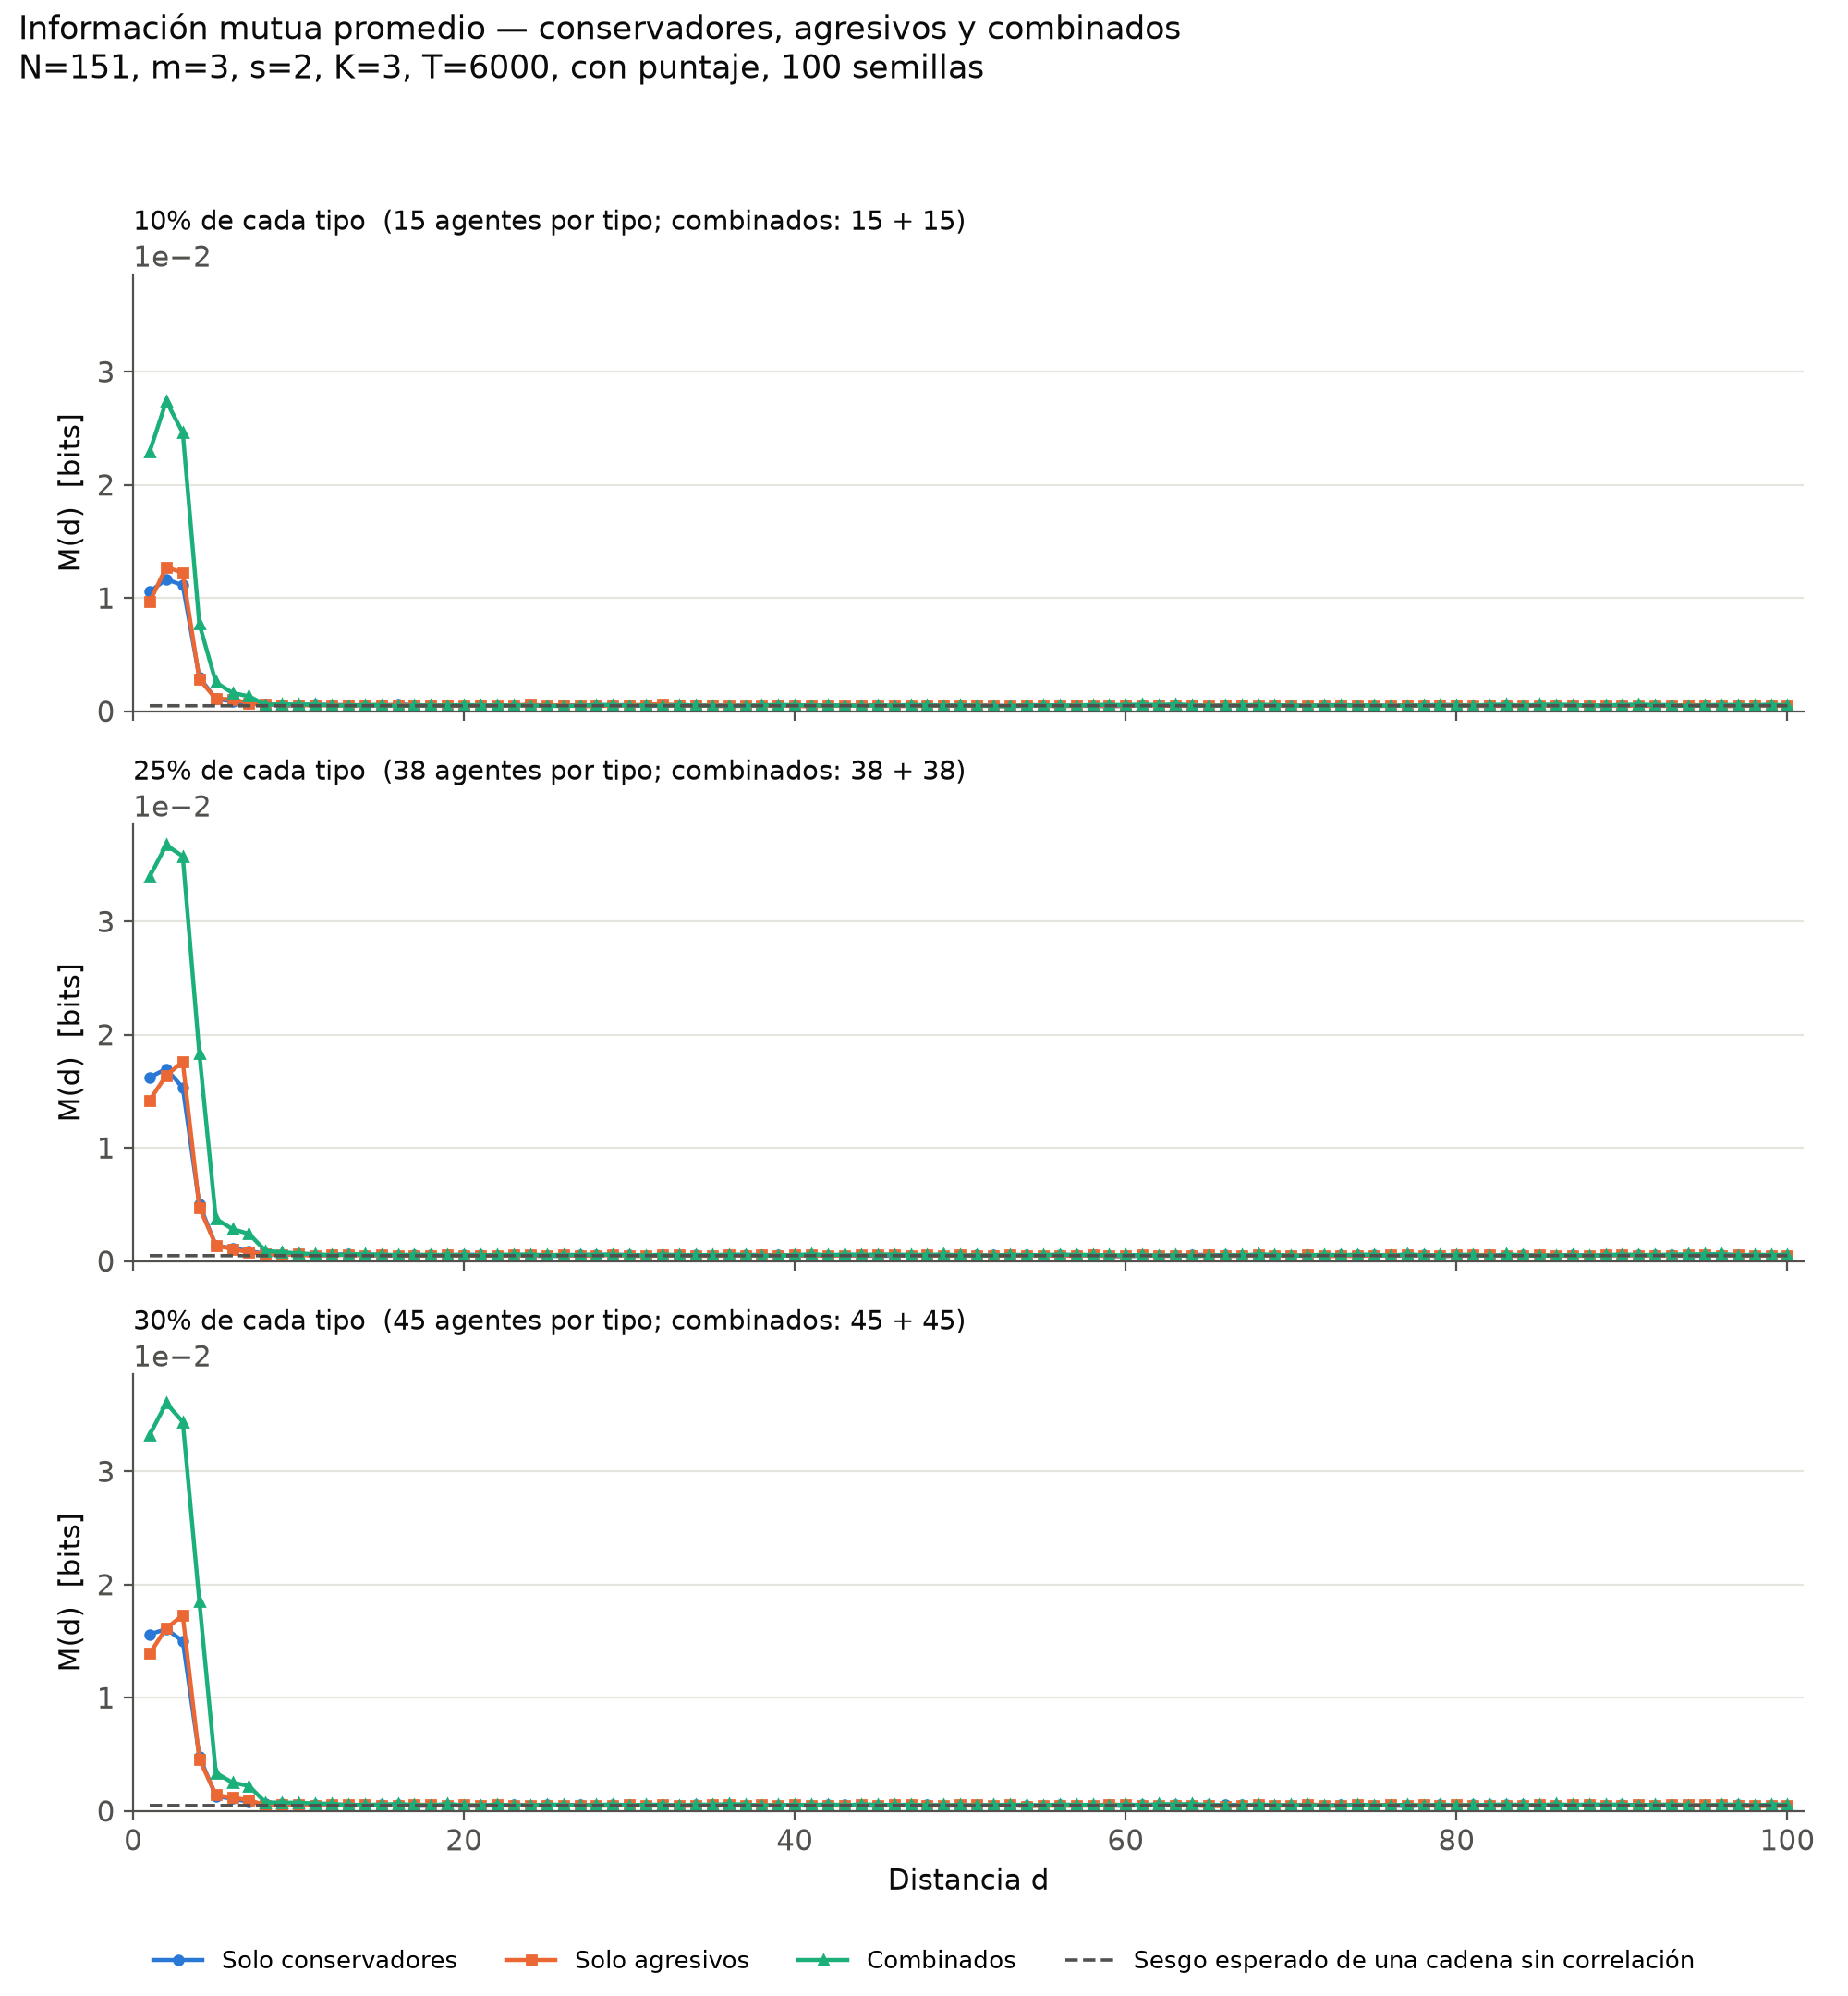 Información mutua promedio — conservadores, agresivos y combinados
N=151, m=3, s=2, K=3, T=6000, con puntaje, 100 semillas
10% de cada tipo  (15 agentes por tipo; combinados: 15 + 15)
1e−2
3
2
1
0
M(d)  [bits]
25% de cada tipo  (38 agentes por tipo; combinados: 38 + 38)
1e−2
3
2
1
0
M(d)  [bits]
30% de cada tipo  (45 agentes por tipo; combinados: 45 + 45)
1e−2
3
2
1
0
M(d)  [bits]
0 20 40 60 80 100
Distancia d
Solo conservadores Solo agresivos Combinados Sesgo esperado de una cadena sin correlación